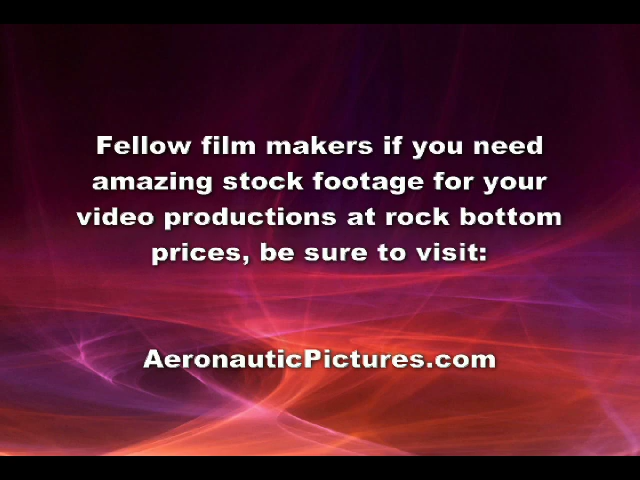 Fellow film makers if you need
amazing stock footage for your
video productions at rock bottom
prices, be sure to visit:
AeronauticPictures.com